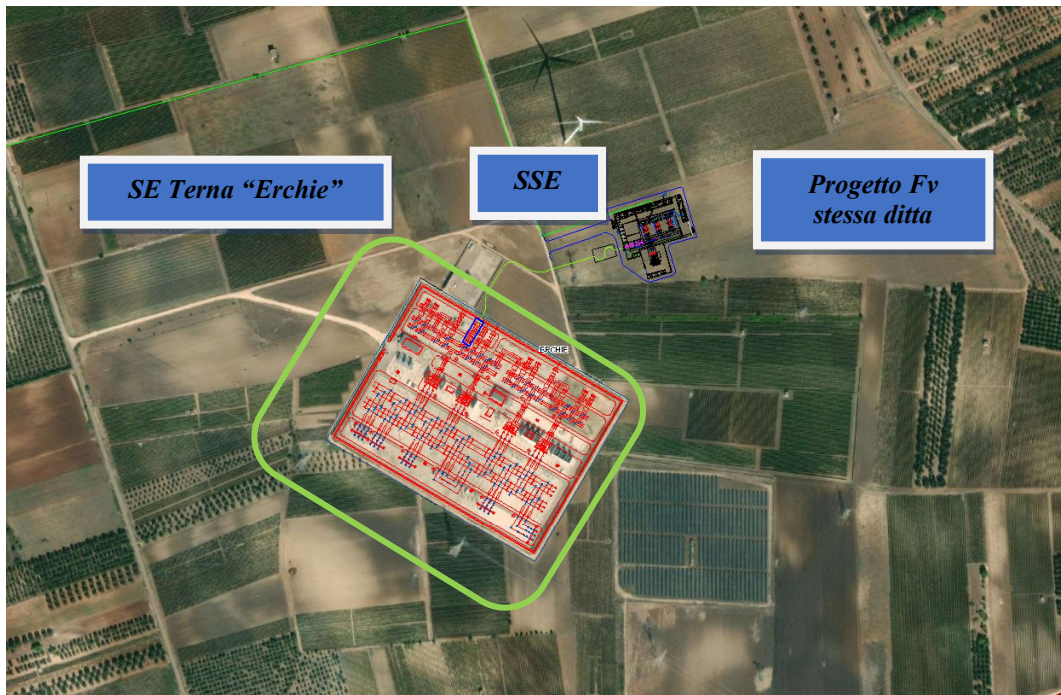 SE Terna “Erchie”
SSE
Progetto Fv
stessa ditta
ERCHIE